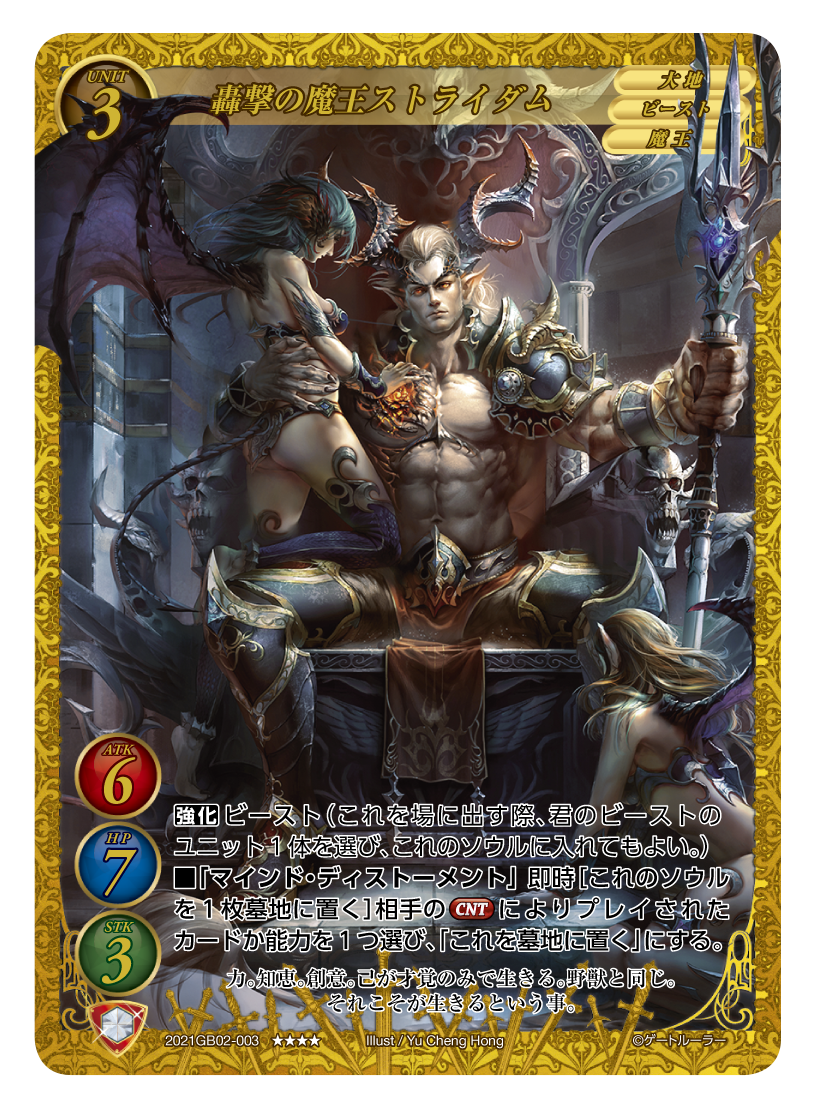 UNIT
3
轟撃の魔王ストライダム
大地
ビースト
魔王
ATK
6
HP
7
STK
3
強化 ビースト（これを場に出す際、君のビーストの
ユニット１体を選び、これのソウルに入れてもよい。）
■「マインド・ディストーメント」 即時［これのソウル
を１枚墓地に置く］相手の CNT によりプレイされた
カードか能力を１つ選び、「これを墓地に置く」にする。
力。知恵。創意。己が才覚のみで生きる。野獣と同じ。
それこそが生きるという事。
2021GB02-003 ★★★★ Illust / Yu Cheng Hong ©ゲートルーラー